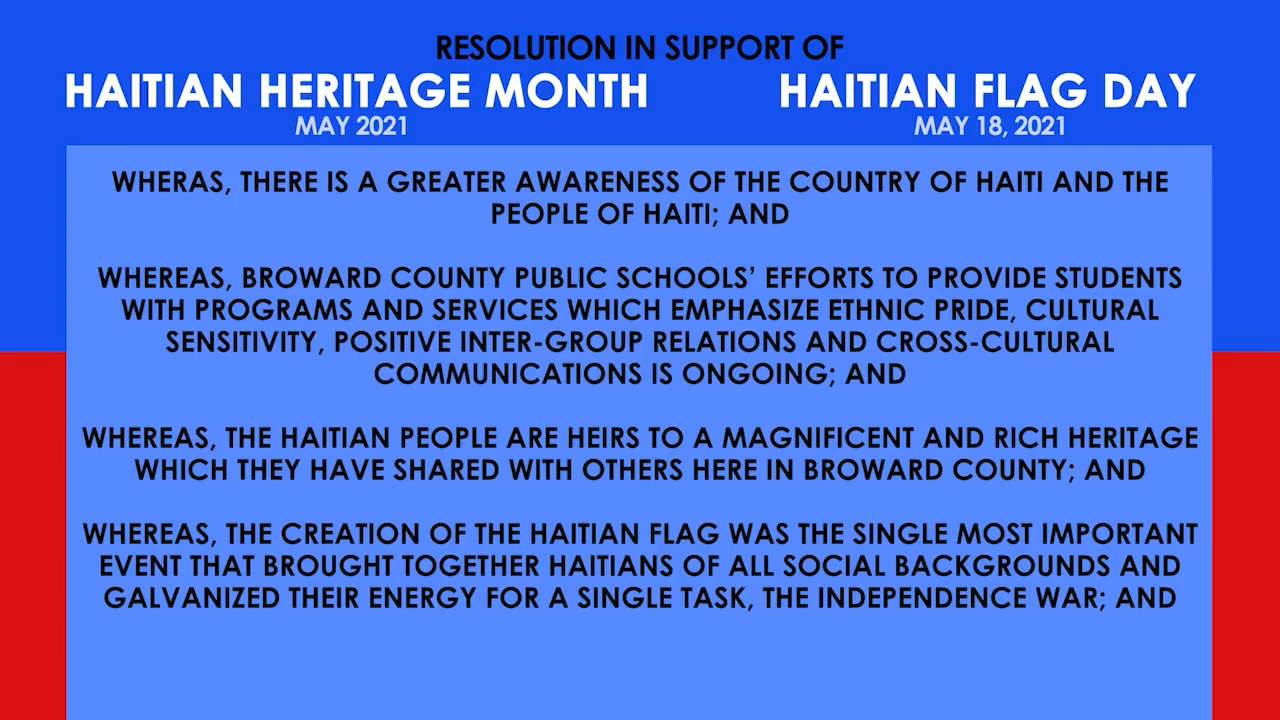 RESOLUTION IN SUPPORT OF
HAITIAN HERITAGE MONTH
MAY 2021
HAITIAN FLAG DAY
MAY 18, 2021
WHERAS, THERE IS A GREATER AWARENESS OF THE COUNTRY OF HAITI AND THE
PEOPLE OF HAITI; AND
WHEREAS, BROWARD COUNTY PUBLIC SCHOOLS’ EFFORTS TO PROVIDE STUDENTS
WITH PROGRAMS AND SERVICES WHICH EMPHASIZE ETHNIC PRIDE, CULTURAL
SENSITIVITY, POSITIVE INTER-GROUP RELATIONS AND CROSS-CULTURAL
COMMUNICATIONS IS ONGOING; AND
WHEREAS, THE HAITIAN PEOPLE ARE HEIRS TO A MAGNIFICENT AND RICH HERITAGE
WHICH THEY HAVE SHARED WITH OTHERS HERE IN BROWARD COUNTY; AND
WHEREAS, THE CREATION OF THE HAITIAN FLAG WAS THE SINGLE MOST IMPORTANT
EVENT THAT BROUGHT TOGETHER HAITIANS OF ALL SOCIAL BACKGROUNDS AND
GALVANIZED THEIR ENERGY FOR A SINGLE TASK, THE INDEPENDENCE WAR; AND